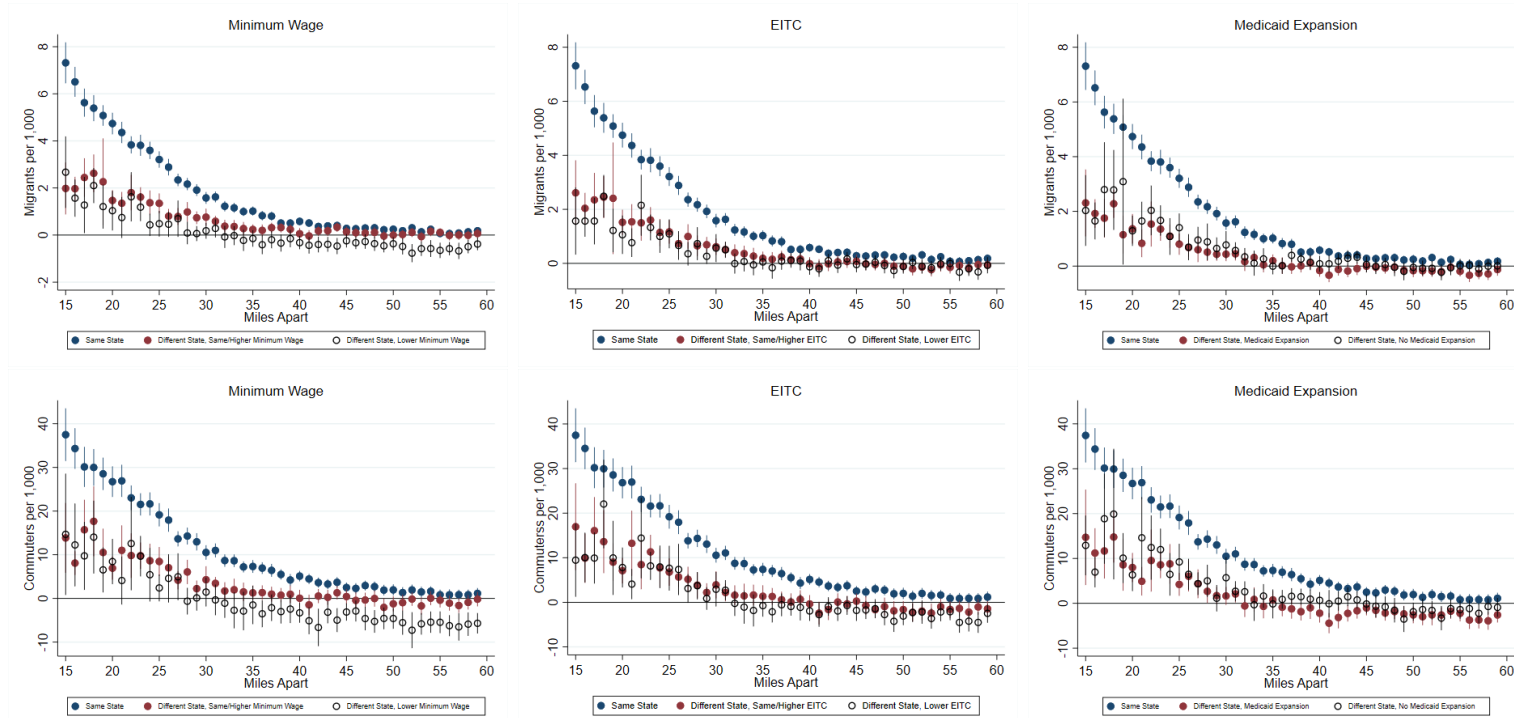 Minimum Wage
Migrants per 1,000
8
6
4
2
0
-2
15 20 25 30 35 40 45 50 55 60
Miles Apart
Same State Different State, Same/Higher Minimum Wage Different State, Lower Minimum Wage
EITC
Migrants per 1,000
8
6
4
2
0
15 20 25 30 35 40 45 50 55 60
Miles Apart
Same State Different State, Same/Higher EITC Different State, Lower EITC
Medicaid Expansion
Migrants per 1,000
8
6
4
2
0
15 20 25 30 35 40 45 50 55 60
Miles Apart
Same State Different State, Medicaid Expansion Different State, No Medicaid Expansion
Minimum Wage
Commuters per 1,000
40
30
20
10
0
-10
15 20 25 30 35 40 45 50 55 60
Miles Apart
Same State Different State, Same/Higher Minimum Wage Different State, Lower Minimum Wage
EITC
Commuterss per 1,000
40
30
20
10
0
-10
15 20 25 30 35 40 45 50 55 60
Miles Apart
Same State Different State, Same/Higher EITC Different State, Lower EITC
Medicaid Expansion
Commuters per 1,000
40
30
20
10
0
-10
15 20 25 30 35 40 45 50 55 60
Miles Apart
Same State Different State, Medicaid Expansion Different State, No Medicaid Expansion